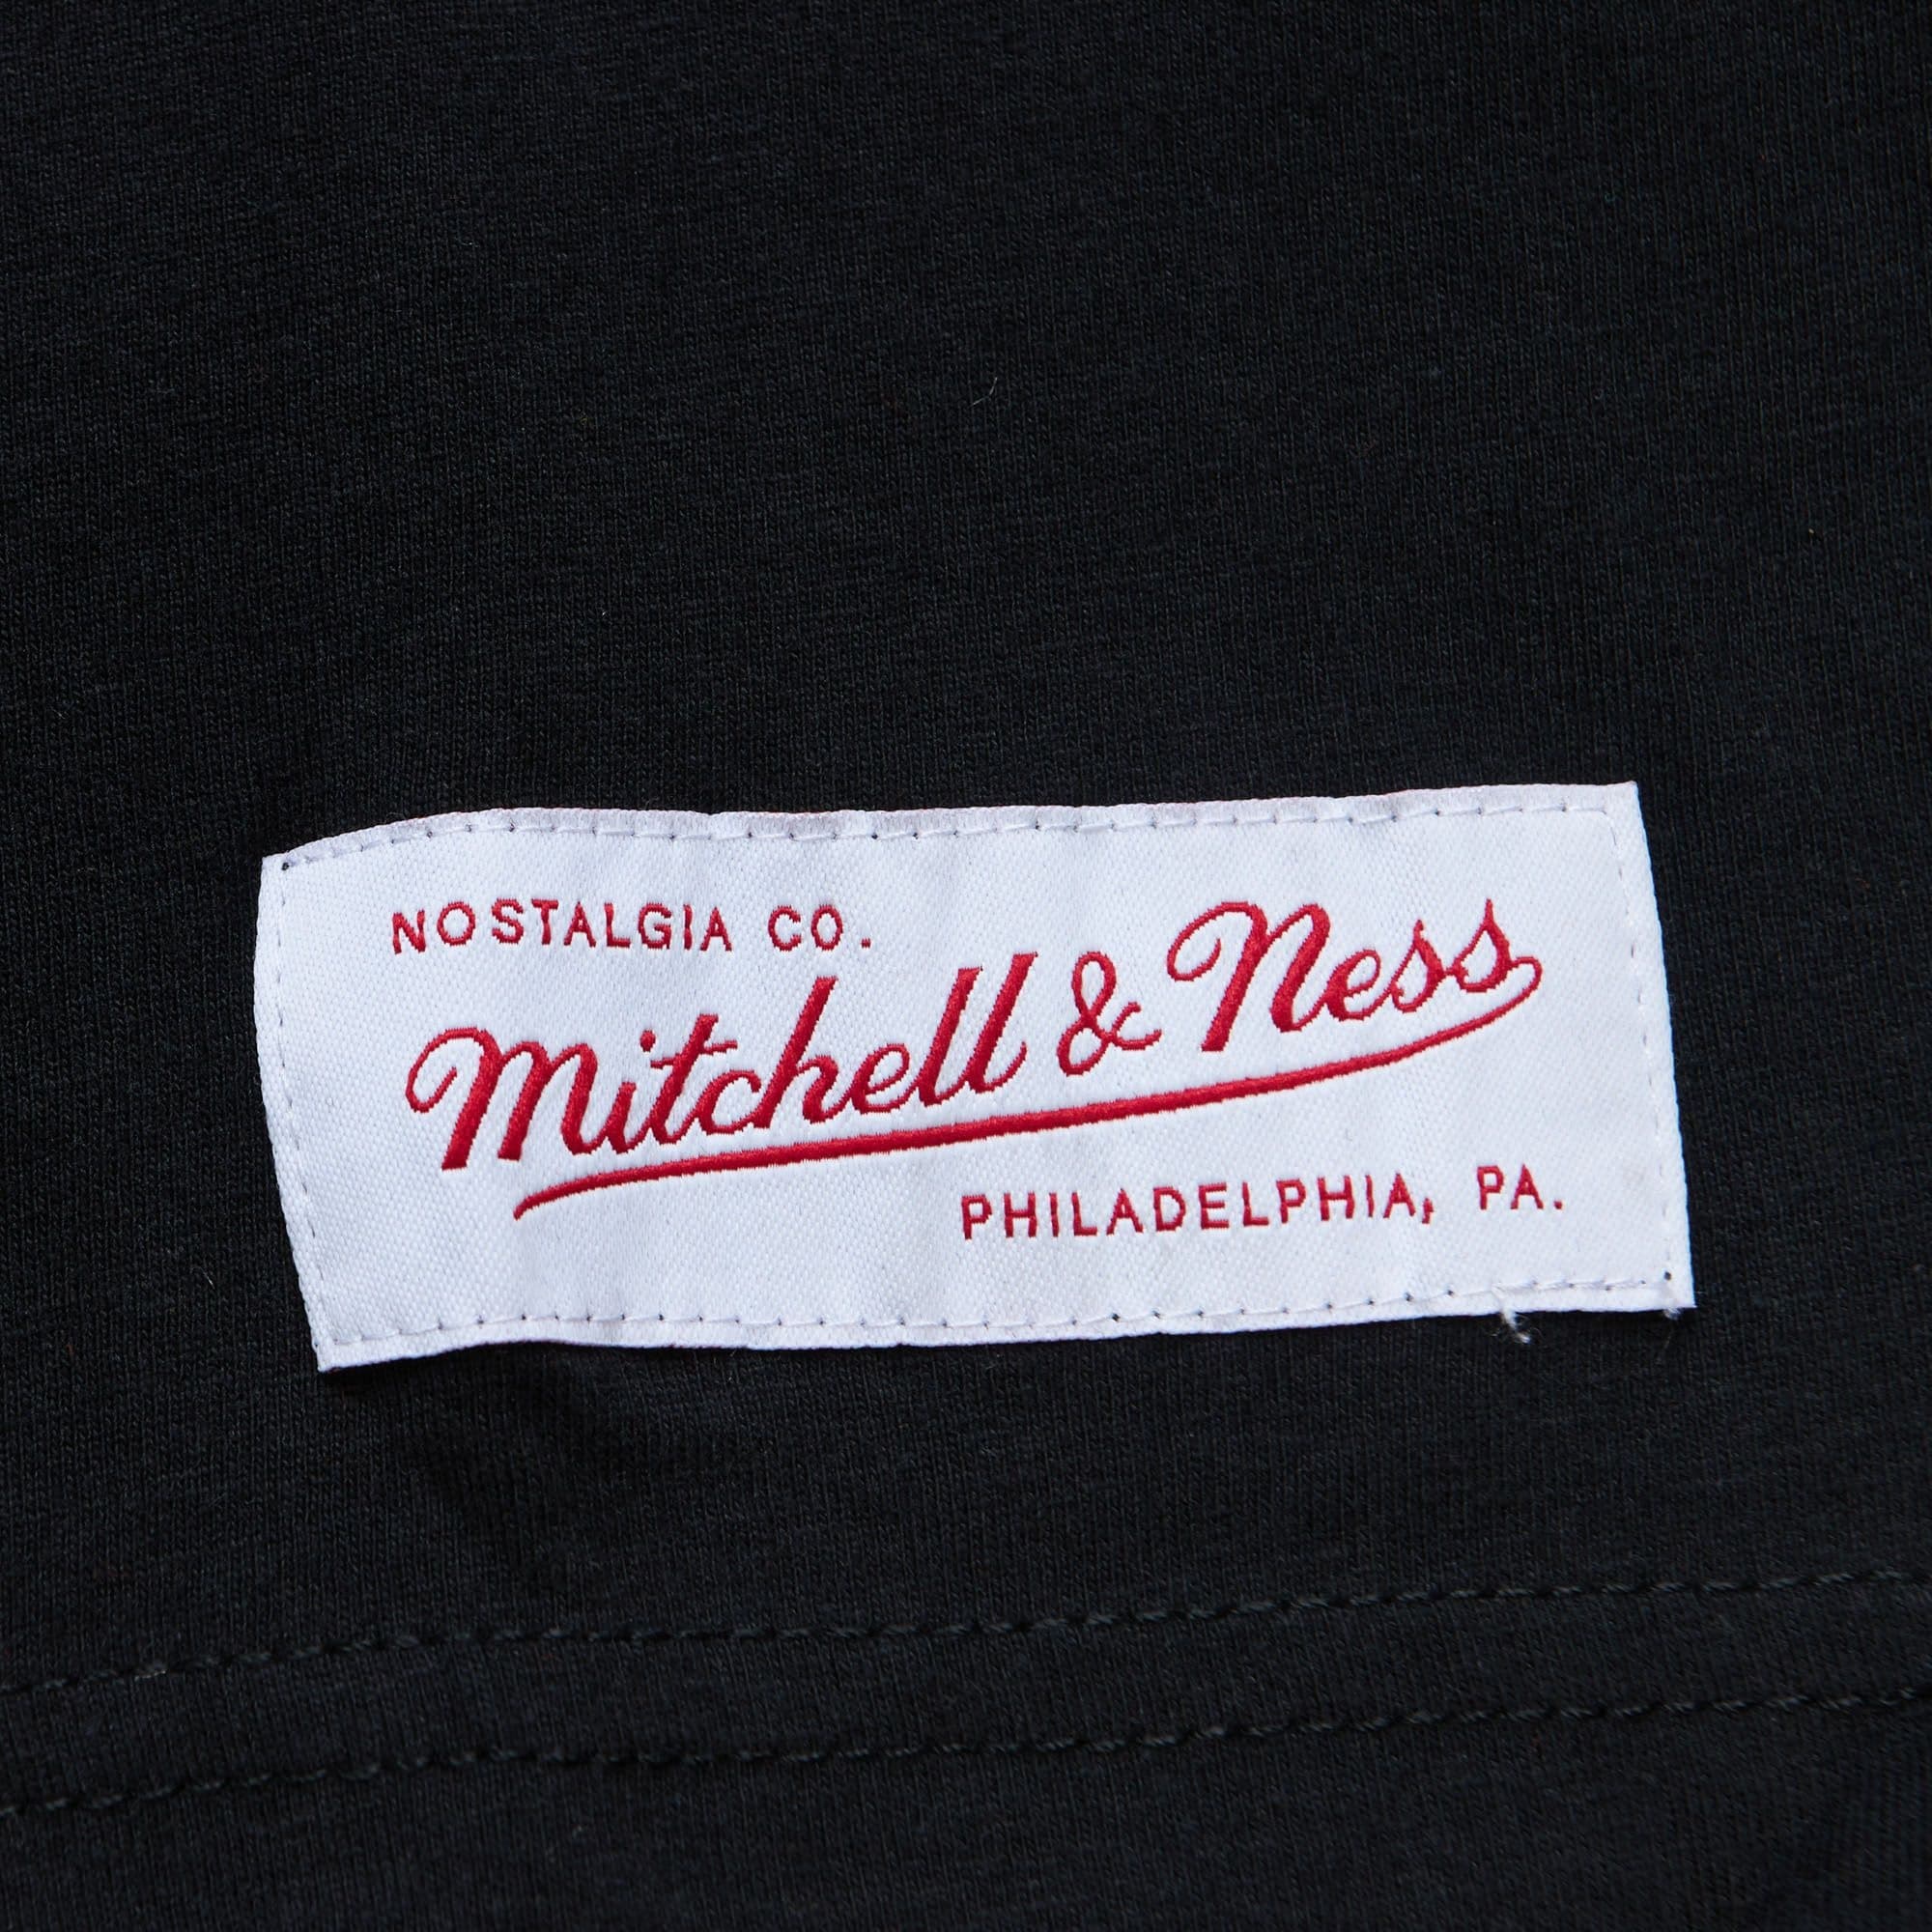 NOSTALGIA CO.
Mitchell & Ness
PHILADELPHIA, PA.